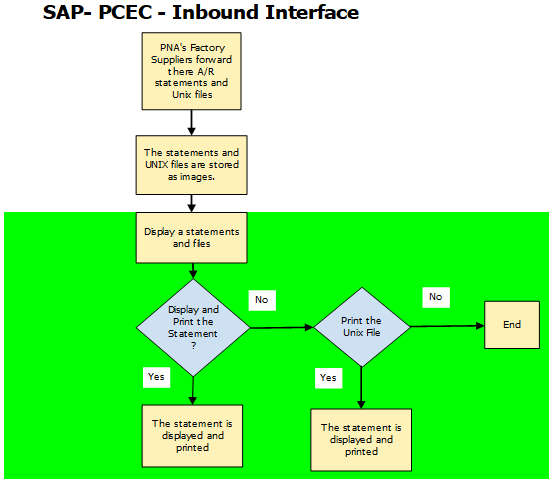 SAP- PCEC - Inbound Interface
PNA's Factory
Suppliers forward
there A/R
statements and
Unix files
The statements and
UNIX files are stored
as images.
Display a statements
and files
Display and
Print the
Statement
?
No
Print the
Unix File
No
End
Yes
Yes
The statement is
displayed and
printed
The statement is
displayed and
printed